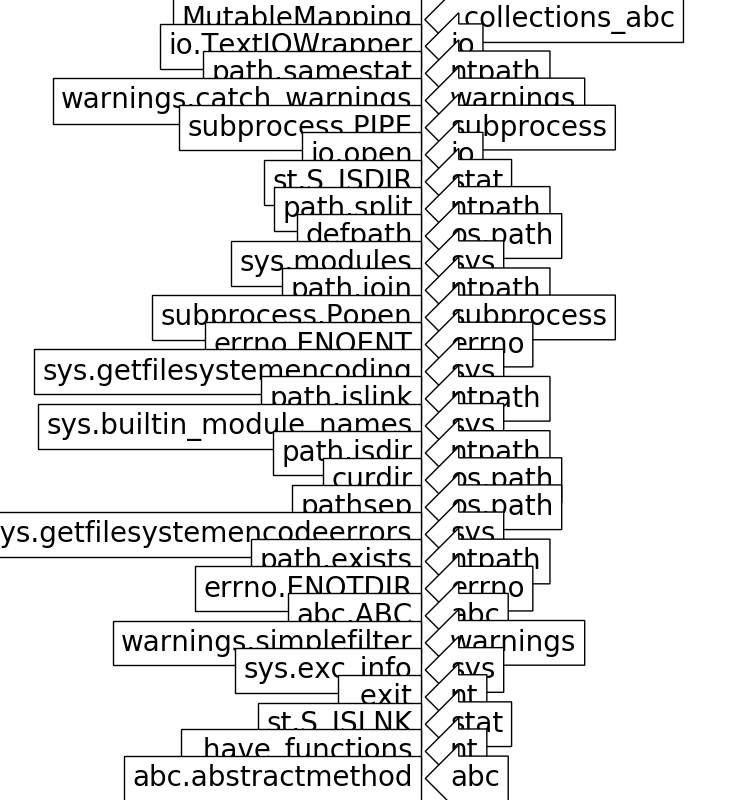 MutableMapping collections_abc
io.TextIOWrapper io
path.samestat ntpath
warnings.catch_warnings warnings
subprocess.PIPE subprocess
io.open io
st.S_ISDIR stat
path.split ntpath
defpath os.path
sys.modules sys
path.join ntpath
subprocess.Popen subprocess
errno.ENOENT errno
sys.getfilesystemencoding sys
path.islink ntpath
sys.builtin_module_names sys
path.isdir ntpath
curdir os.path
pathsep os.path
ys.getfilesystemencodeerrors sys
path.exists ntpath
errno.ENOTDIR errno
abc.ABC abc
warnings.simplefilter warnings
sys.exc_info sys
exit nt
st.S_ISLNK stat
have_functions nt
abc.abstractmethod abc